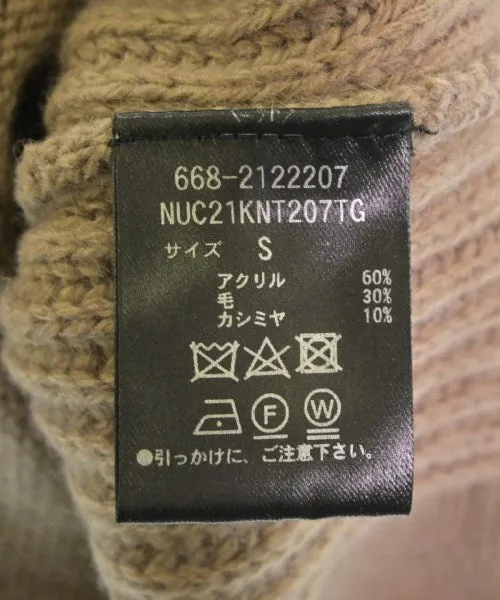 668-2122207
NUC21KNT207TG
サイズ S
アクリル 60%
毛 30%
カシミヤ 10%
F W
●引っかけに、ご注意下さい。